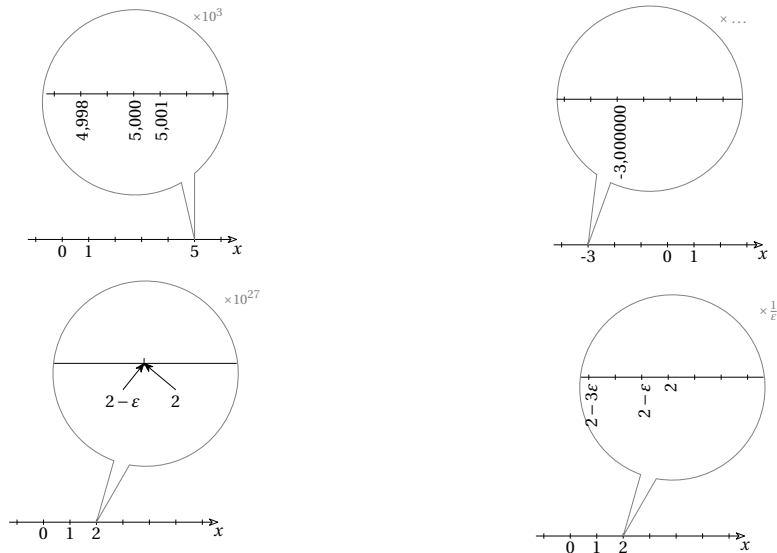 ×10³
4,998
5,000
5,001
0 1 5 x
× …
-3,000000
-3 0 1 x
×10²⁷
2−ε 2
0 1 2 x
× 1/ε
2−3ε
2−ε
2
0 1 2 x